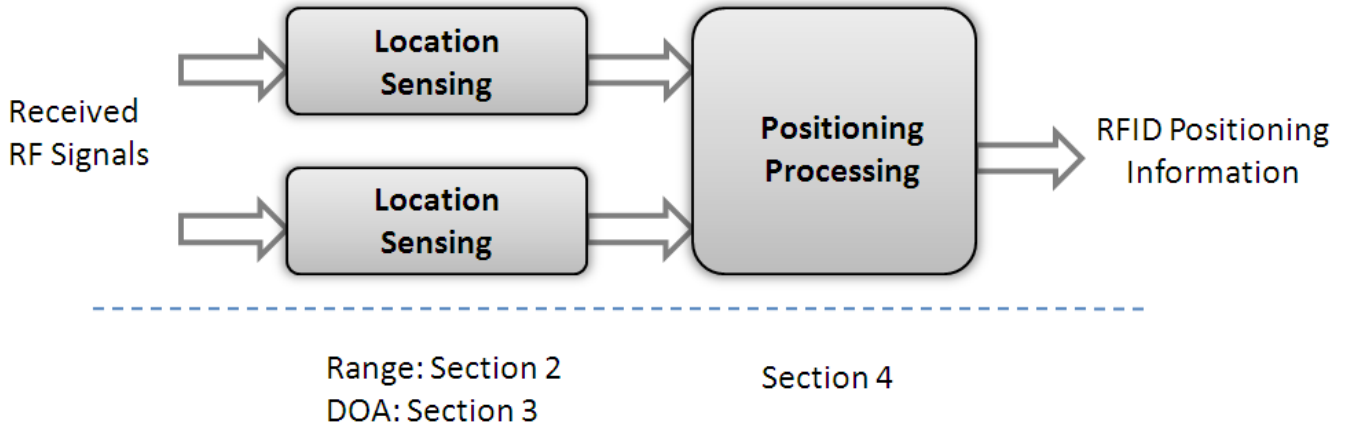 Location
Sensing
Received
RF Signals
Positioning
Processing
RFID Positioning
Information
Location
Sensing
Range: Section 2
DOA: Section 3
Section 4